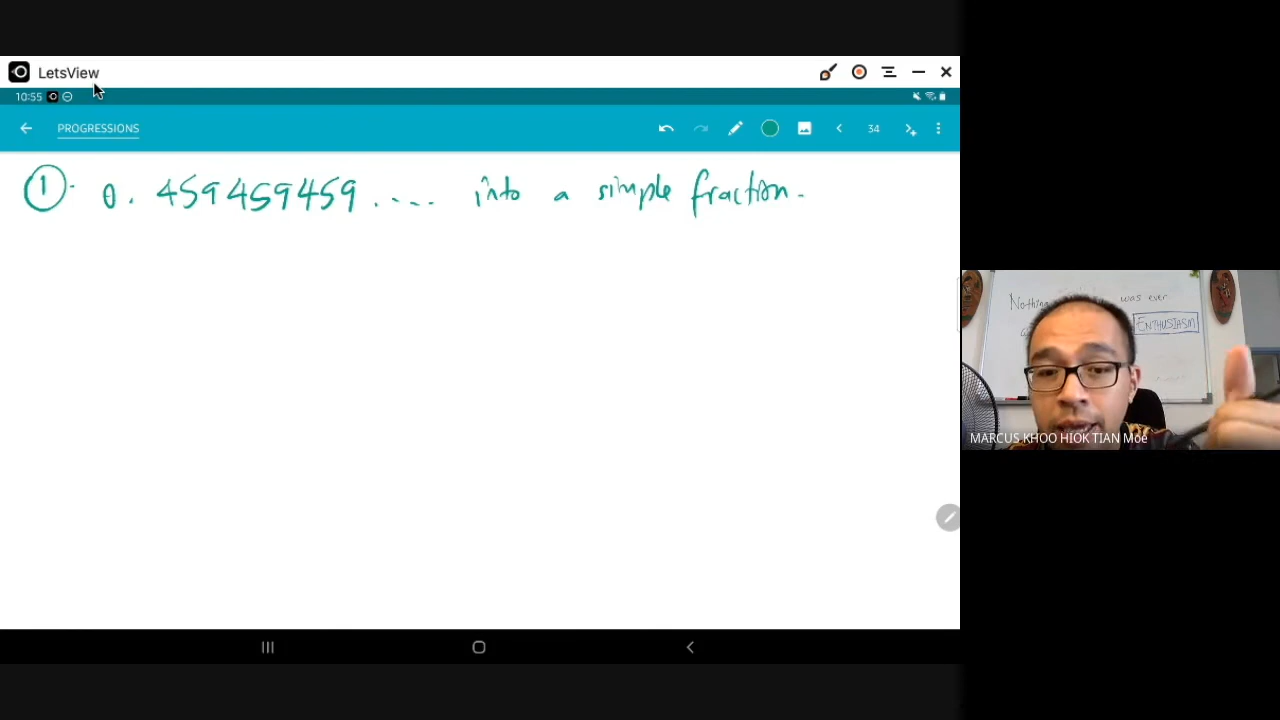 LetsView
10:55
PROGRESSIONS
34
① 0.459459459.... into a simple fraction.
Nothing was ever
ENTHUSIASM
MARCUS KHOO HIOK TIAN Moe